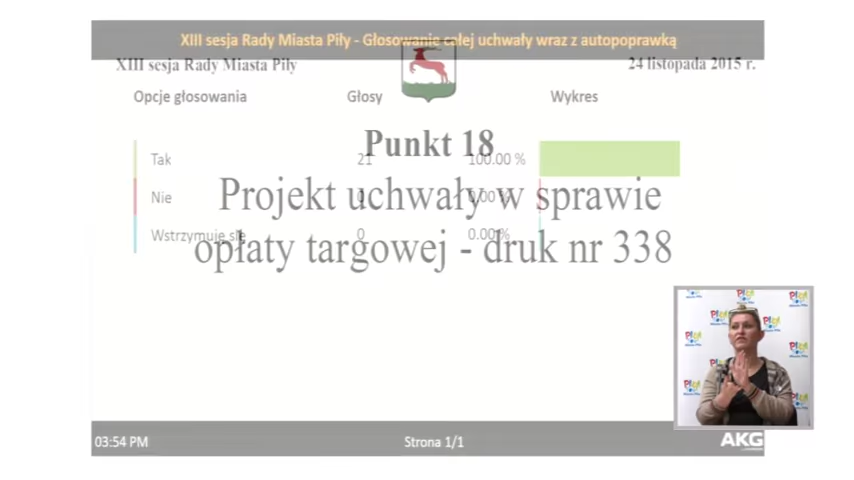 XIII sesja Rady Miasta Piły - Głosowanie całej uchwały wraz z autopoprawką
XIII sesja Rady Miasta Piły
24 listopada 2015 r.
Opcje głosowania Głosy Wykres
Punkt 18
Tak 21 100.00 %
Projekt uchwały w sprawie
Nie 0 0.00 %
Wstrzymuje się 0 0.00 %
opłaty targowej - druk nr 338
03:54 PM Strona 1/1 AKG